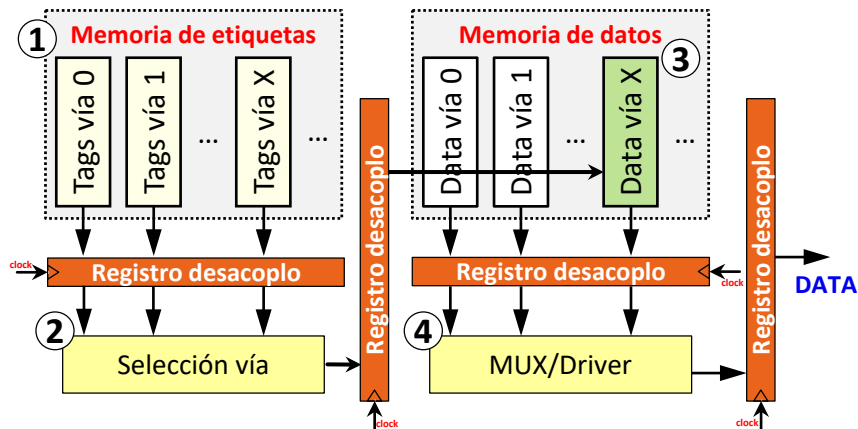 1
Memoria de etiquetas
Tags vía 0
Tags vía 1
...
Tags vía X
...
clock
Registro desacoplo
2
Selección vía
Registro desacoplo
clock
Memoria de datos
3
Data vía 0
Data vía 1
...
Data vía X
...
Registro desacoplo
clock
4
MUX/Driver
Registro desacoplo
clock
DATA